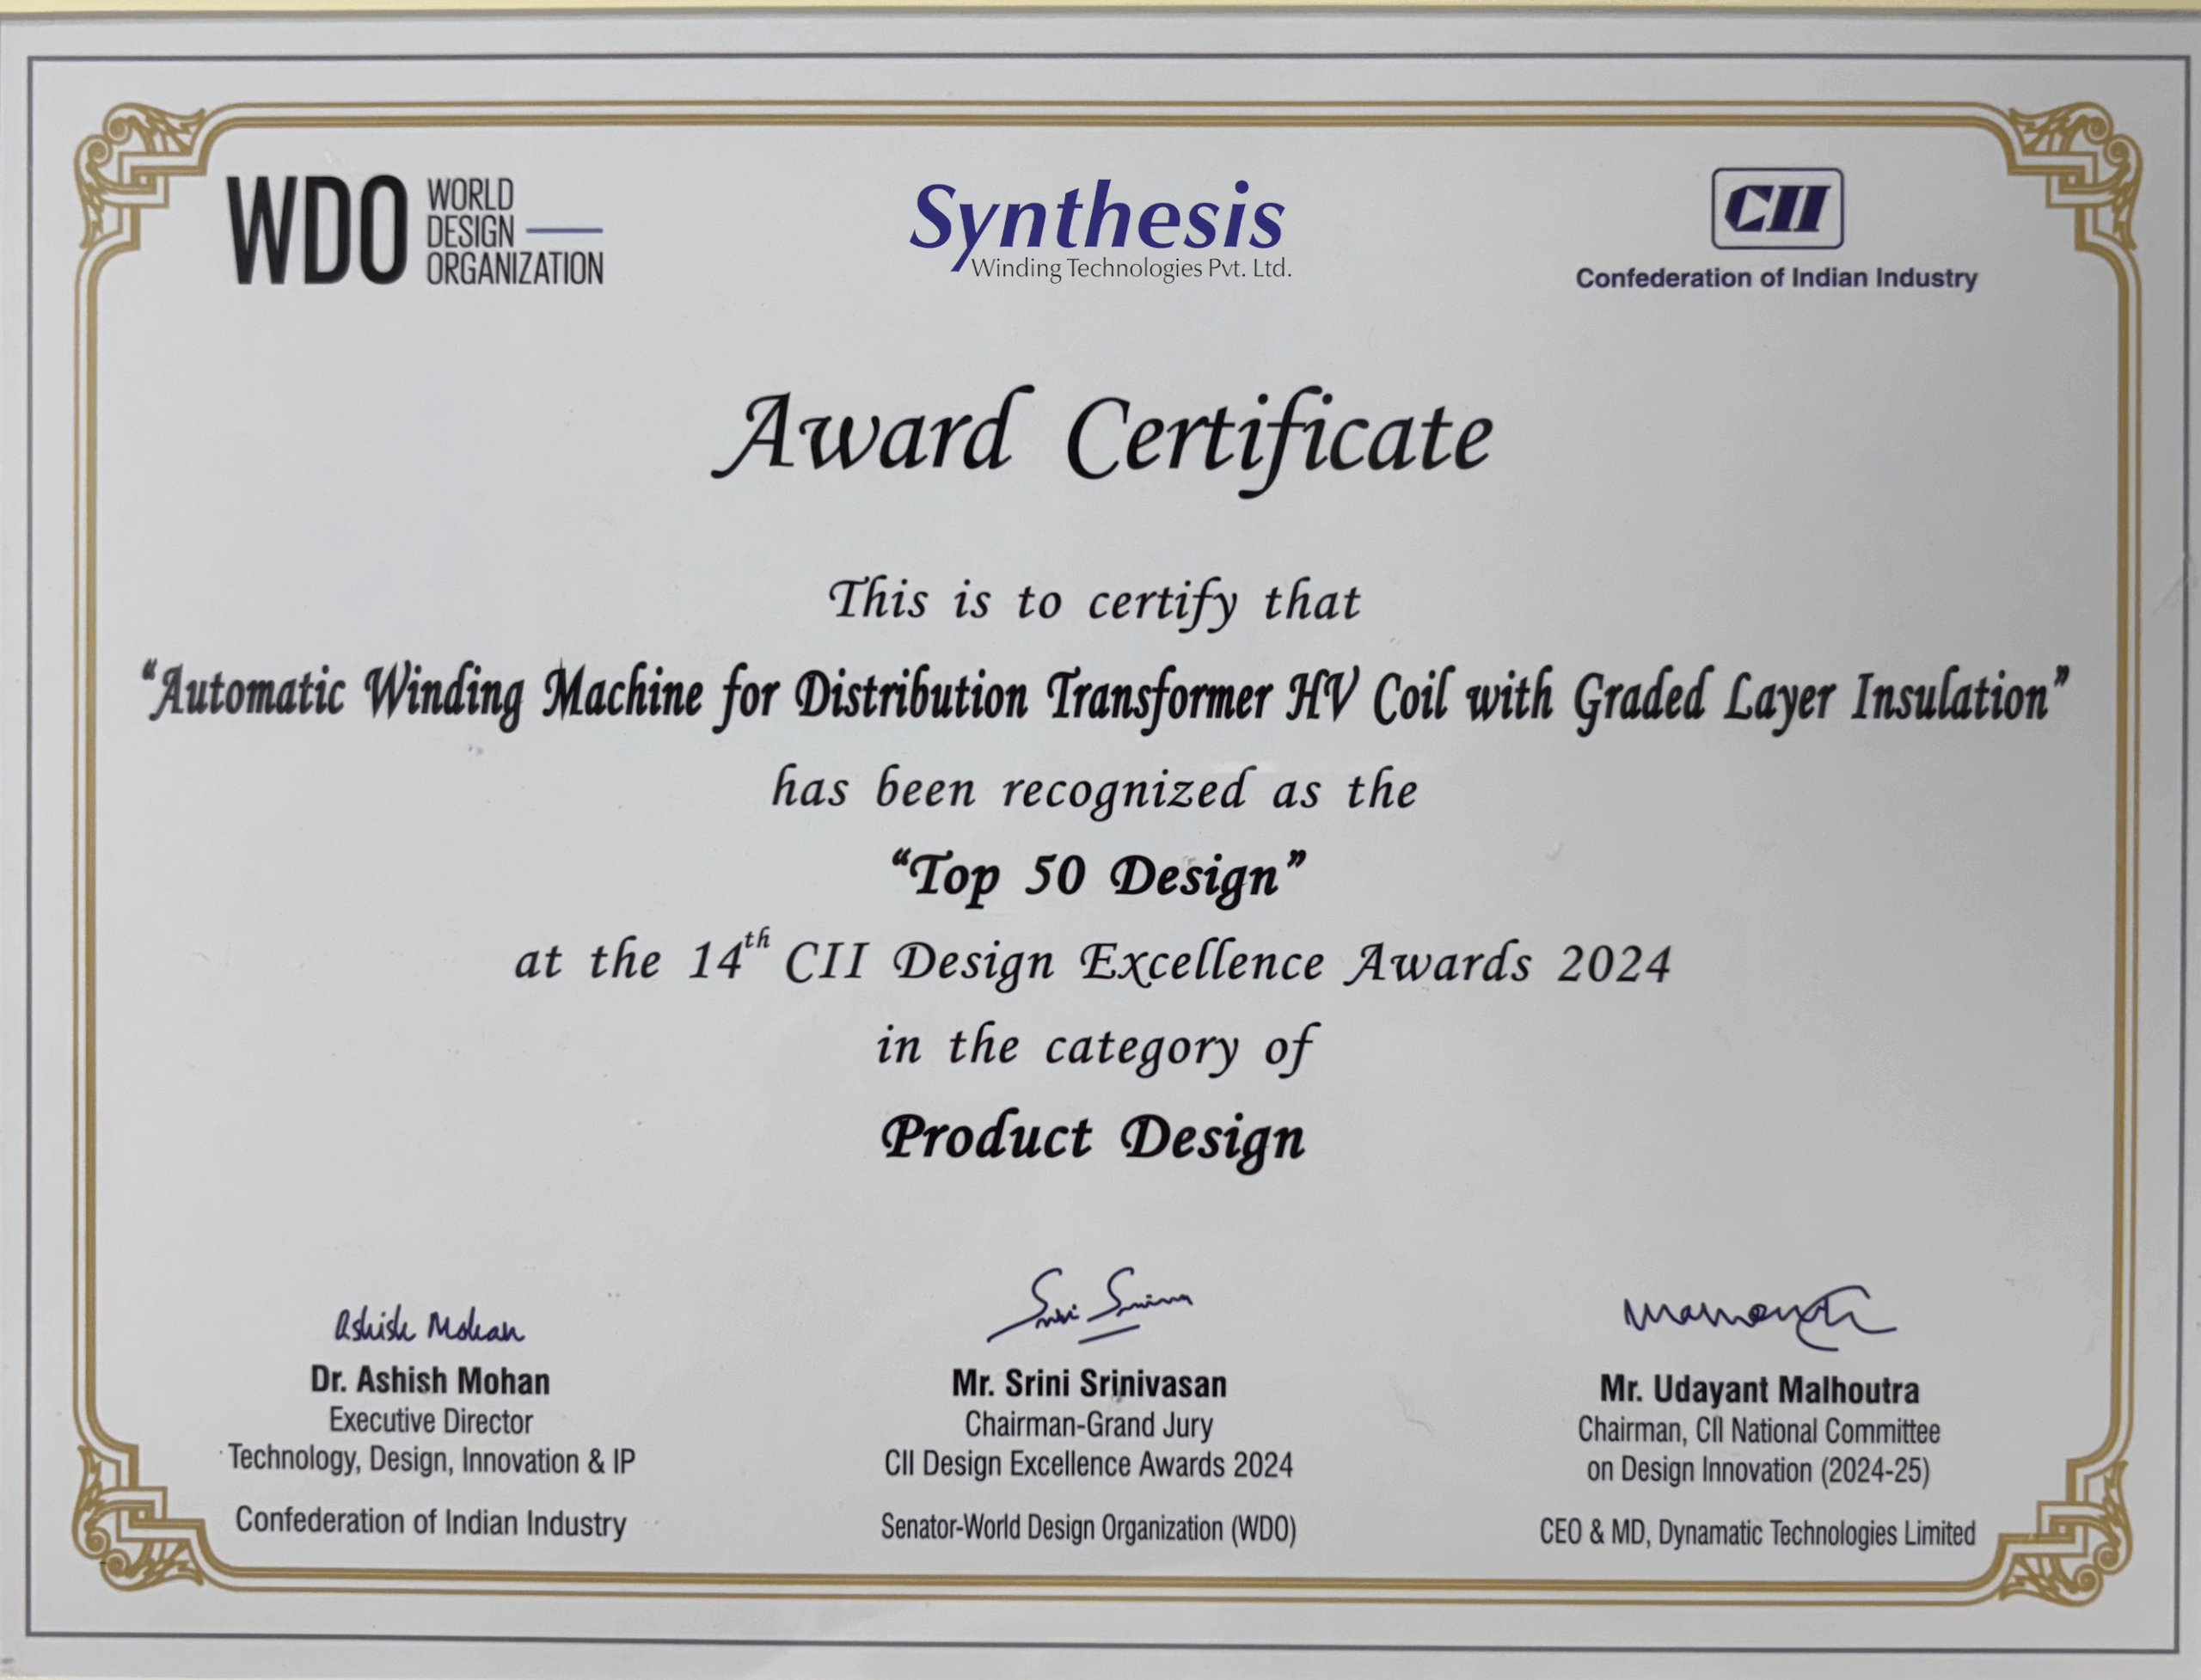 WDO WORLD
DESIGN
ORGANIZATION
Synthesis
Winding Technologies Pvt. Ltd.
CII
Confederation of Indian Industry
Award Certificate
This is to certify that
“Automatic Winding Machine for Distribution Transformer HV Coil with Graded Layer Insulation”
has been recognized as the
“Top 50 Design”
at the 14th CII Design Excellence Awards 2024
in the category of
Product Design
Ashish Mohan
Dr. Ashish Mohan
Executive Director
Technology, Design, Innovation & IP
Confederation of Indian Industry
Mr. Srini Srinivasan
Chairman-Grand Jury
CII Design Excellence Awards 2024
Senator-World Design Organization (WDO)
Mr. Udayant Malhoutra
Chairman, CII National Committee
on Design Innovation (2024-25)
CEO & MD, Dynamatic Technologies Limited